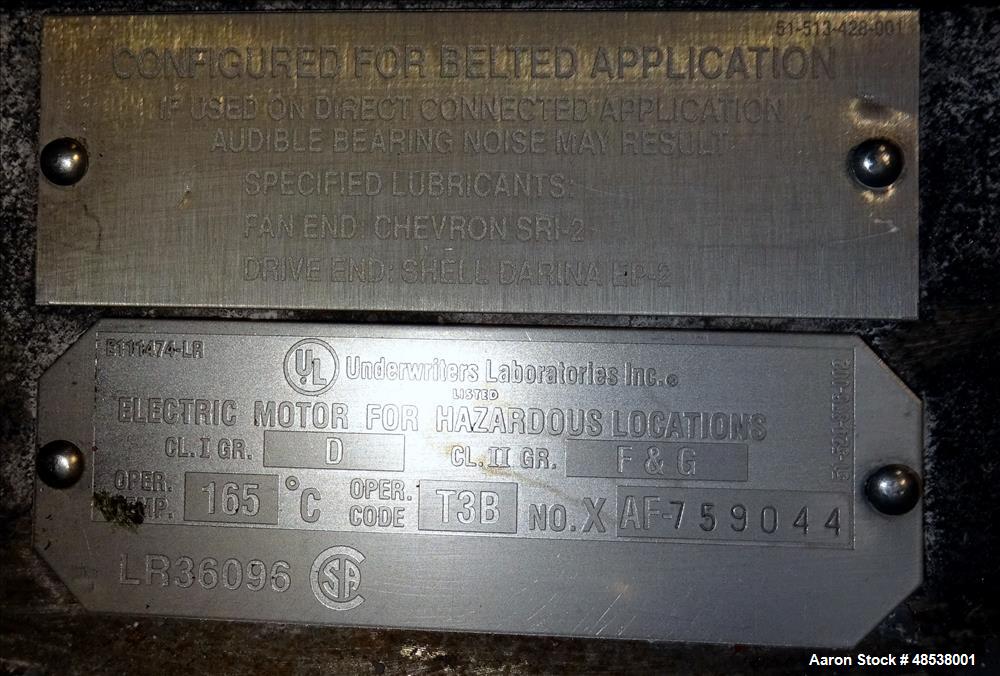 51-513-428-001
CONFIGURED FOR BELTED APPLICATION
IF USED ON DIRECT CONNECTED APPLICATION
AUDIBLE BEARING NOISE MAY RESULT
SPECIFIED LUBRICANTS:
FAN END: CHEVRON SRI-2
DRIVE END: SHELL DARINA EP-2
E111474-LR
UL Underwriters Laboratories Inc.®
LISTED
ELECTRIC MOTOR FOR HAZARDOUS LOCATIONS
CL. I GR. D CL. II GR. F & G
OPER. TEMP. 165 °C OPER. CODE T3B NO. X AF-759044
LR36096 CSA
Aaron Stock # 48538001